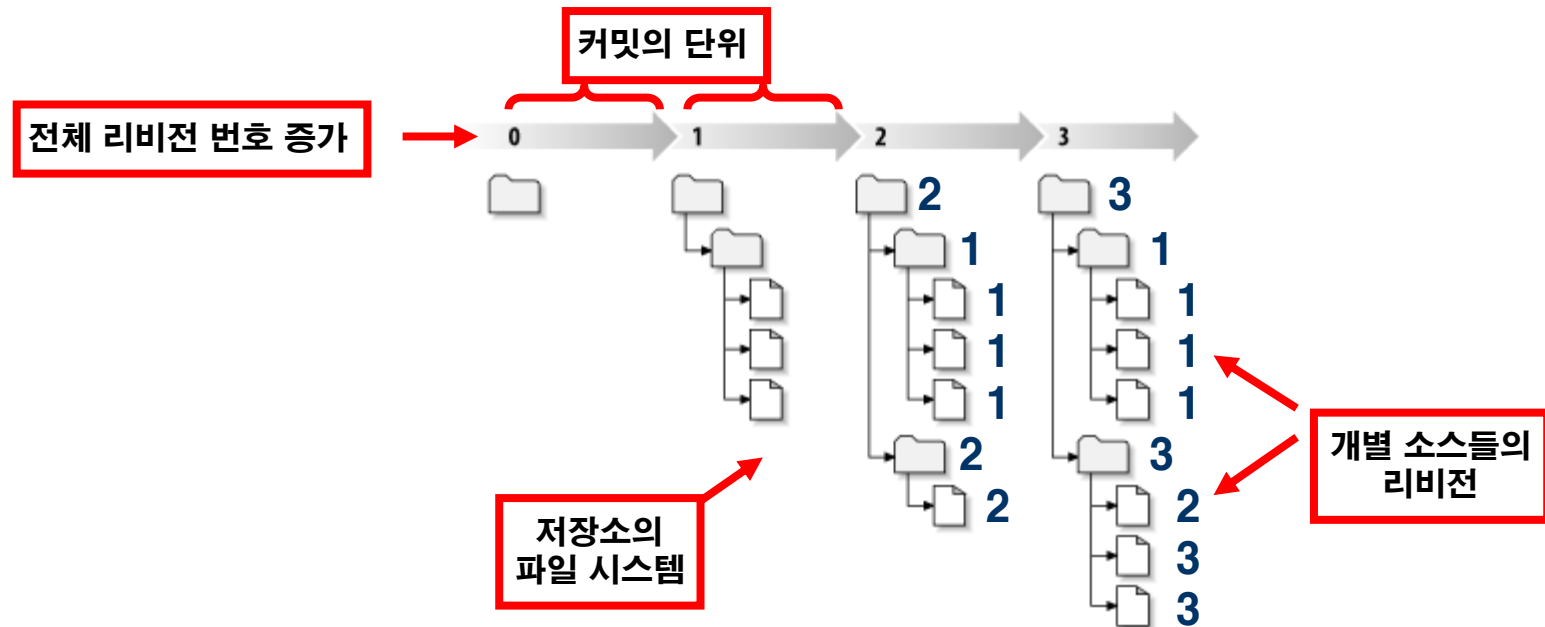 커밋의 단위
전체 리비전 번호 증가
0 1 2 3
2 3
1 1
1 1
1 1
1 1
2 3
2 2
3
3
개별 소스들의
리비전
저장소의
파일 시스템